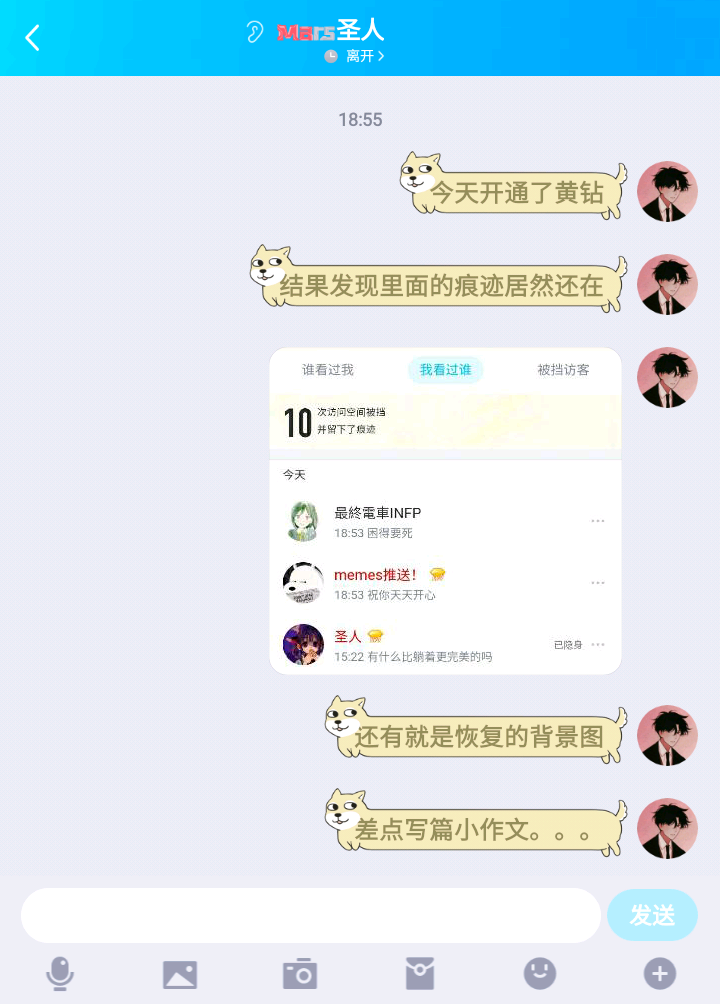 Mars圣人
离开
18:55
今天开通了黄钻
结果发现里面的痕迹居然还在
谁看过我 我看过谁 被挡访客
10 次访问空间被挡
并留下了痕迹
今天
最終電車INFP
18:53 困得要死
memes推送！
18:53 祝你天天开心
圣人
15:22 有什么比躺着更完美的吗 已隐身
还有就是恢复的背景图
差点写篇小作文。。。
发送